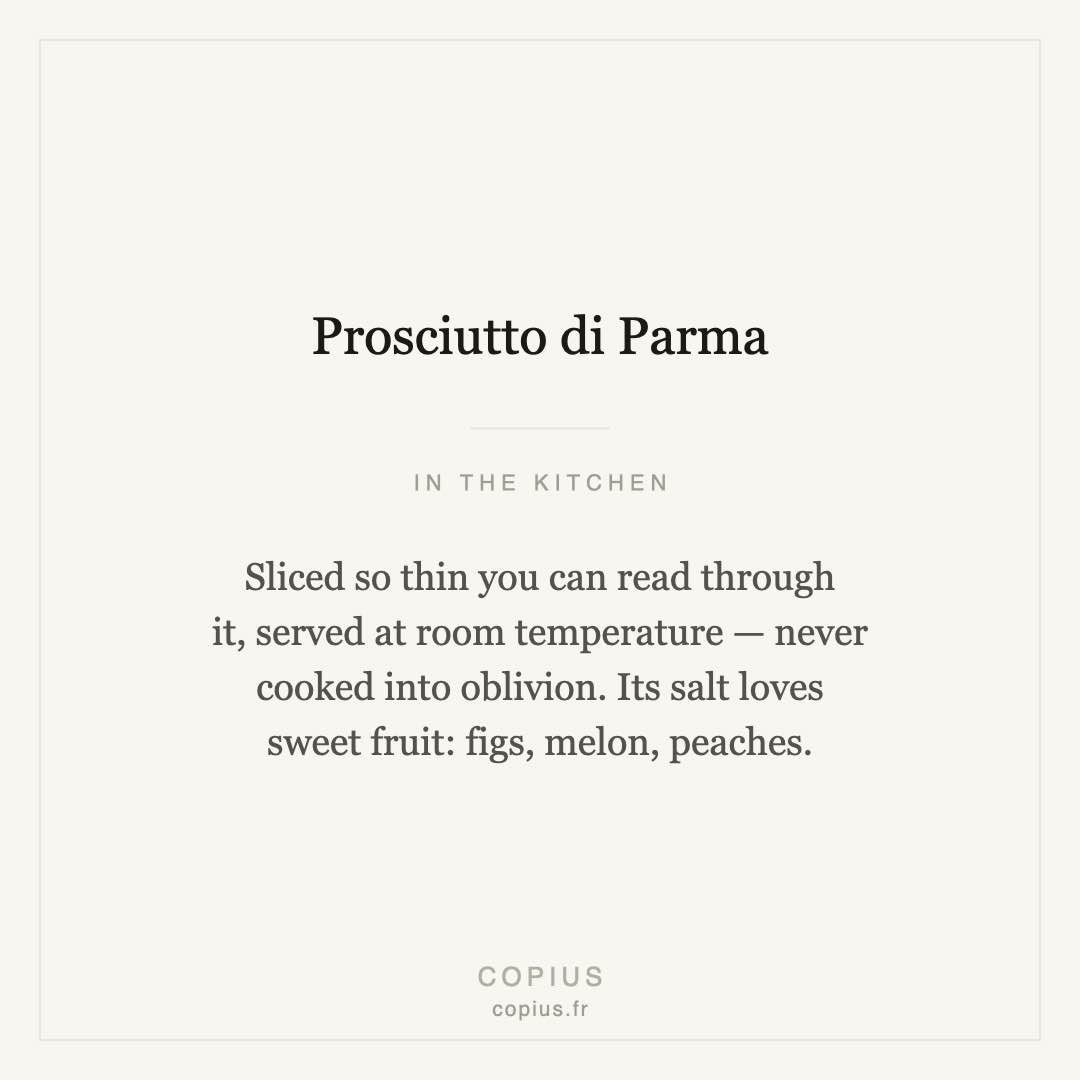 Prosciutto di Parma
IN THE KITCHEN
Sliced so thin you can read through
it, served at room temperature — never
cooked into oblivion. Its salt loves
sweet fruit: figs, melon, peaches.
COPIUS
copius.fr